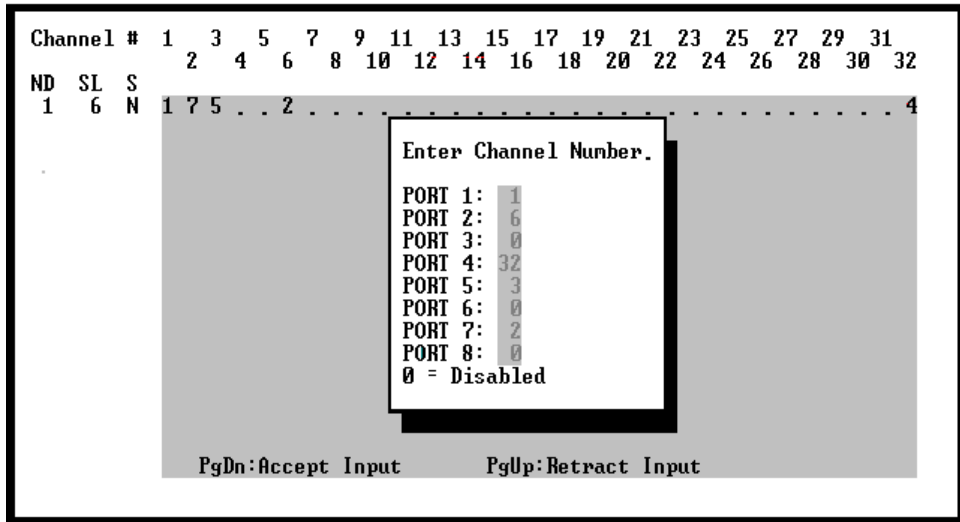 Channel # 1 3 5 7 9 11 13 15 17 19 21 23 25 27 29 31
2 4 6 8 10 12 14 16 18 20 22 24 26 28 30 32
ND SL S
1 6 N 1 7 5 . . 2 . . . . . . . . . . . . . . . . . . . . . . . . . 4
Enter Channel Number.
PORT 1: 1
PORT 2: 6
PORT 3: 0
PORT 4: 32
PORT 5: 3
PORT 6: 0
PORT 7: 2
PORT 8: 0
0 = Disabled
PgDn:Accept Input PgUp:Retract Input